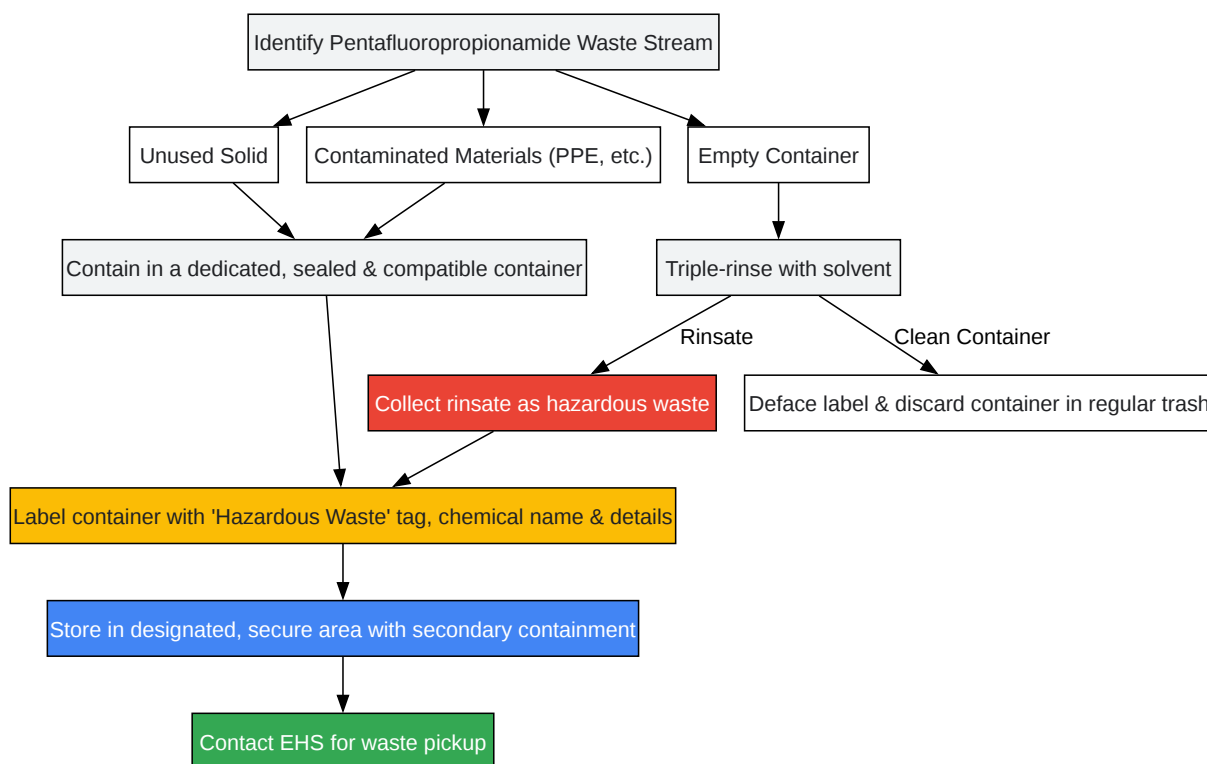 Identify Pentafluoropropionamide Waste Stream
Unused Solid
Contaminated Materials (PPE, etc.)
Empty Container
Contain in a dedicated, sealed & compatible container
Triple-rinse with solvent
Rinsate
Clean Container
Collect rinsate as hazardous waste
Deface label & discard container in regular trash
Label container with 'Hazardous Waste' tag, chemical name & details
Store in designated, secure area with secondary containment
Contact EHS for waste pickup